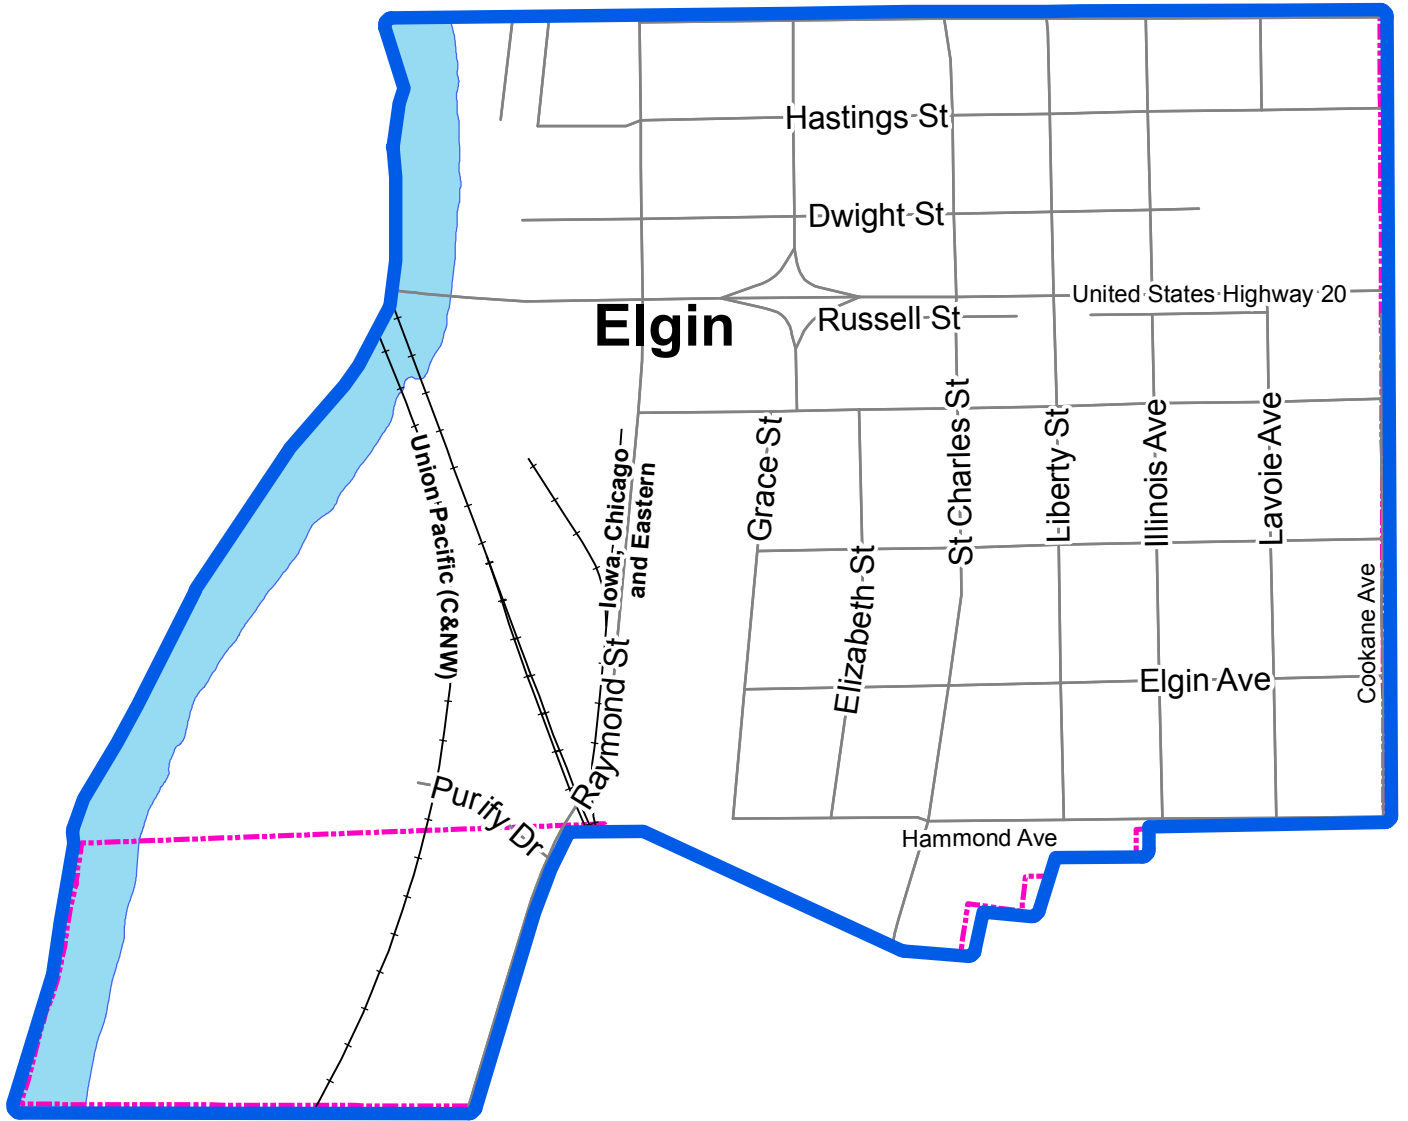 Hastings St
Dwight St
United States Highway 20
Elgin
Russell St
Union Pacific (C&NW)
Iowa, Chicago
and Eastern
Grace St
St Charles St
Liberty St
Illinois Ave
Lavoie Ave
Elizabeth St
Cookane Ave
Raymond St
Elgin Ave
Purify Dr
Hammond Ave